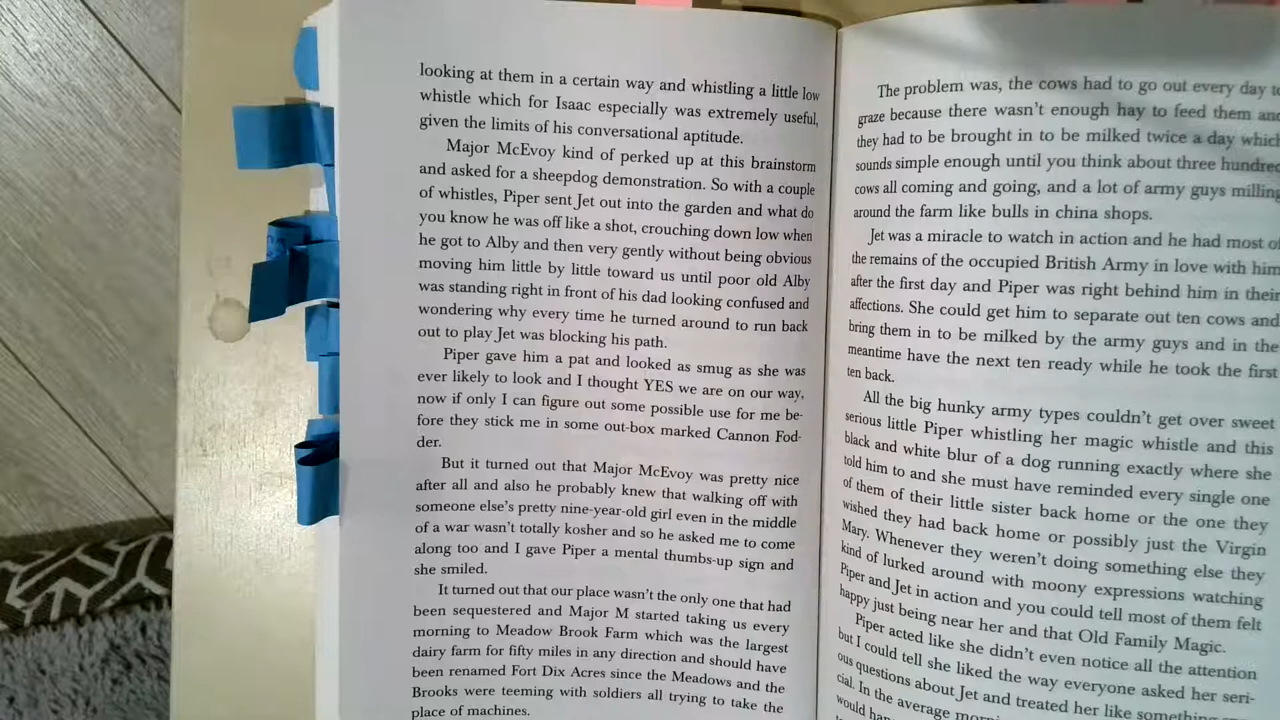 looking at them in a certain way and whistling a little low
whistle which for Isaac especially was extremely useful,
given the limits of his conversational aptitude.
Major McEvoy kind of perked up at this brainstorm
and asked for a sheepdog demonstration. So with a couple
of whistles, Piper sent Jet out into the garden and what do
you know he was off like a shot, crouching down low when
he got to Alby and then very gently without being obvious
moving him little by little toward us until poor old Alby
was standing right in front of his dad looking confused and
wondering why every time he turned around to run back
out to play Jet was blocking his path.
Piper gave him a pat and looked as smug as she was
ever likely to look and I thought YES we are on our way,
now if only I can figure out some possible use for me be-
fore they stick me in some out-box marked Cannon Fod-
der.
But it turned out that Major McEvoy was pretty nice
after all and also he probably knew that walking off with
someone else's pretty nine-year-old girl even in the middle
of a war wasn't totally kosher and so he asked me to come
along too and I gave Piper a mental thumbs-up sign and
she smiled.
It turned out that our place wasn't the only one that had
been sequestered and Major M started taking us every
morning to Meadow Brook Farm which was the largest
dairy farm for fifty miles in any direction and should have
been renamed Fort Dix Acres since the Meadows and the
Brooks were teeming with soldiers all trying to take the
place of machines.
The problem was, the cows had to go out every day to
graze because there wasn't enough hay to feed them and
they had to be brought in to be milked twice a day which
sounds simple enough until you think about three hundred
cows all coming and going, and a lot of army guys milling
around the farm like bulls in china shops.
Jet was a miracle to watch in action and he had most of
the remains of the occupied British Army in love with him
after the first day and Piper was right behind him in their
affections. She could get him to separate out ten cows and
bring them in to be milked by the army guys and in the
meantime have the next ten ready while he took the first
ten back.
All the big hunky army types couldn't get over sweet
serious little Piper whistling her magic whistle and this
black and white blur of a dog running exactly where she
told him to and she must have reminded every single one
of them of their little sister back home or the one they
wished they had back home or possibly just the Virgin
Mary. Whenever they weren't doing something else they
kind of lurked around with moony expressions watching
Piper and Jet in action and you could tell most of them felt
happy just being near her and that Old Family Magic.
Piper acted like she didn't even notice all the attention
but I could tell she liked the way everyone asked her seri-
ous questions about Jet and treated her like something
cial. In the average
would